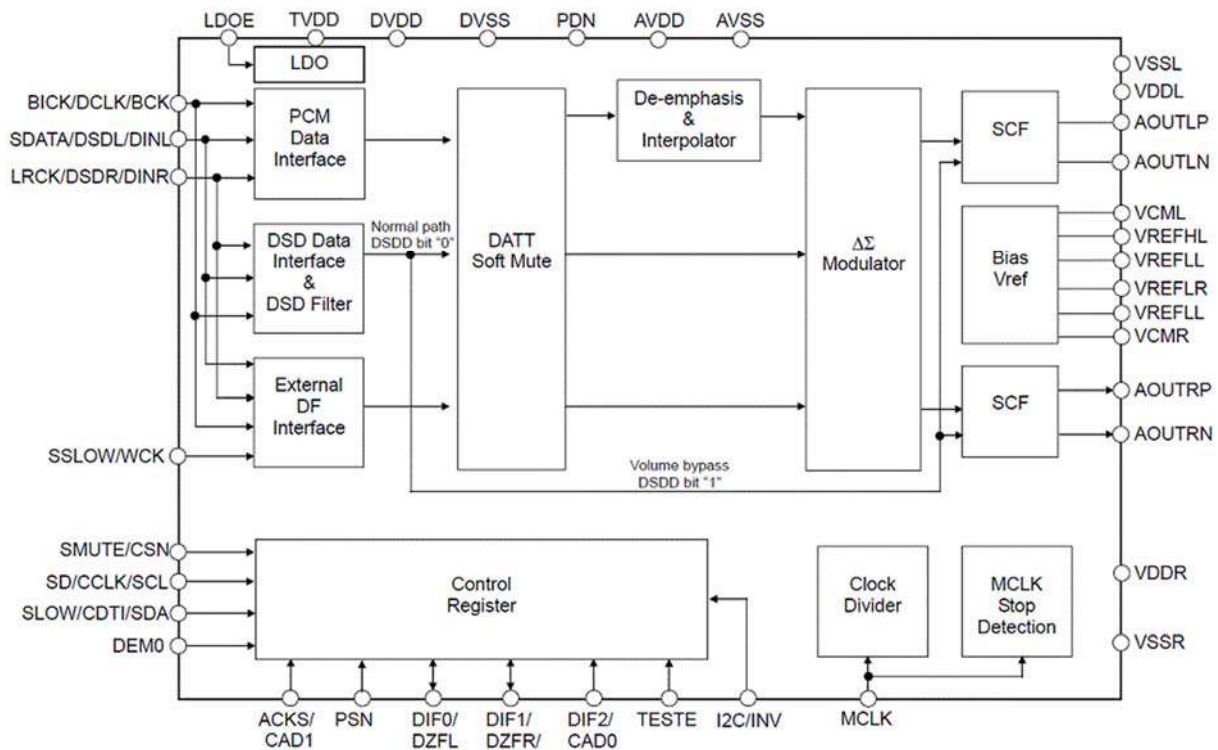 LDOE
TVDD
DVDD
DVSS
PDN
AVDD
AVSS
LDO
BICK/DCLK/BCK
SDATA/DSDL/DINL
LRCK/DSDR/DINR
PCM
Data
Interface
De-emphasis
&
Interpolator
SCF
VSSL
VDDL
AOUTLP
AOUTLN
DSD Data
Interface
&
DSD Filter
Normal path
DSDD bit "0"
DATT
Soft Mute
ΔΣ
Modulator
Bias
Vref
VCML
VREFHL
VREFLL
VREFLR
VREFLL
VCMR
External
DF
Interface
SSLOW/WCK
SCF
AOUTRP
AOUTRN
Volume bypass
DSDD bit "1"
SMUTE/CSN
SD/CCLK/SCL
SLOW/CDTI/SDA
DEM0
Control
Register
Clock
Divider
MCLK
Stop
Detection
VDDR
VSSR
ACKS/
CAD1
PSN
DIF0/
DZFL
DIF1/
DZFR/
DIF2/
CAD0
TESTE
I2C/INV
MCLK